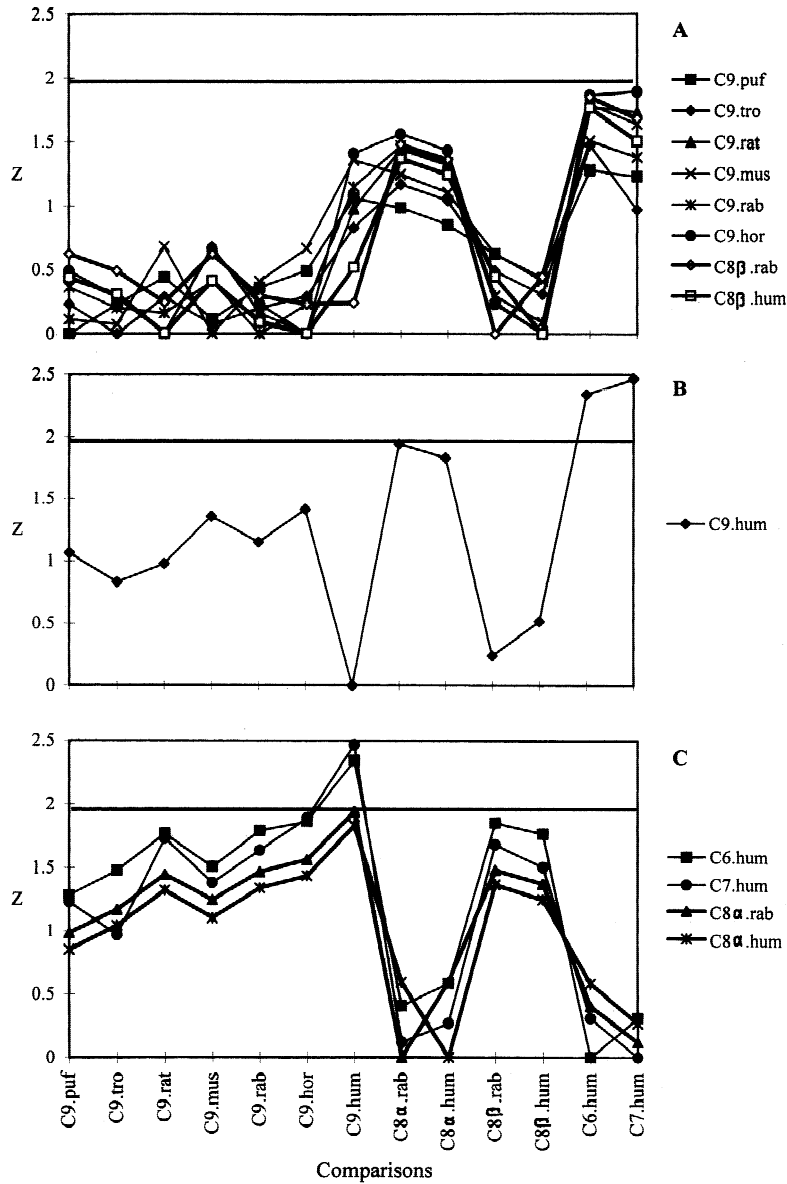 A
2.5
2
1.5
Z
1
0.5
0
C9.puf
C9.tro
C9.rat
C9.mus
C9.rab
C9.hor
C8β.rab
C8β.hum
B
2.5
2
1.5
Z
1
0.5
0
C9.hum
C
2.5
2
1.5
Z
1
0.5
0
C6.hum
C7.hum
C8α.rab
C8α.hum
C9.puf
C9.tro
C9.rat
C9.mus
C9.rab
C9.hor
C9.hum
C8α.rab
C8α.hum
C8β.rab
C8β.hum
C6.hum
C7.hum
Comparisons